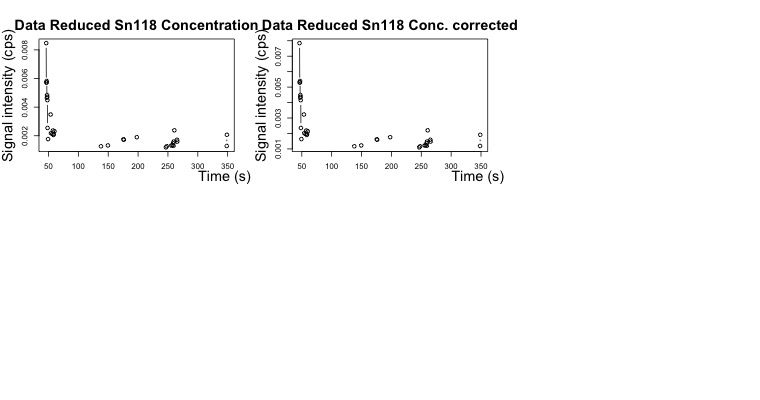 Data Reduced Sn118 Concentration
Signal intensity (cps)
0.008
0.006
0.004
0.002
50 100 150 200 250 300 350
Time (s)
Data Reduced Sn118 Conc. corrected
Signal intensity (cps)
0.007
0.005
0.003
0.001
50 100 150 200 250 300 350
Time (s)